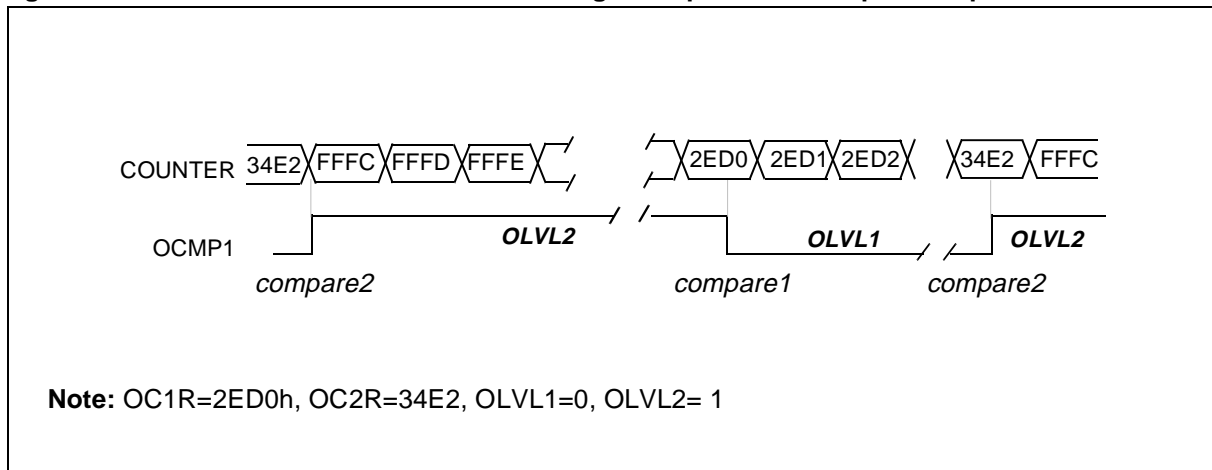 COUNTER 34E2 FFFC FFFD FFFE 2ED0 2ED1 2ED2 34E2 FFFC
OCMP1 OLVL2 OLVL1 OLVL2
compare2 compare1 compare2
Note: OC1R=2ED0h, OC2R=34E2, OLVL1=0, OLVL2= 1